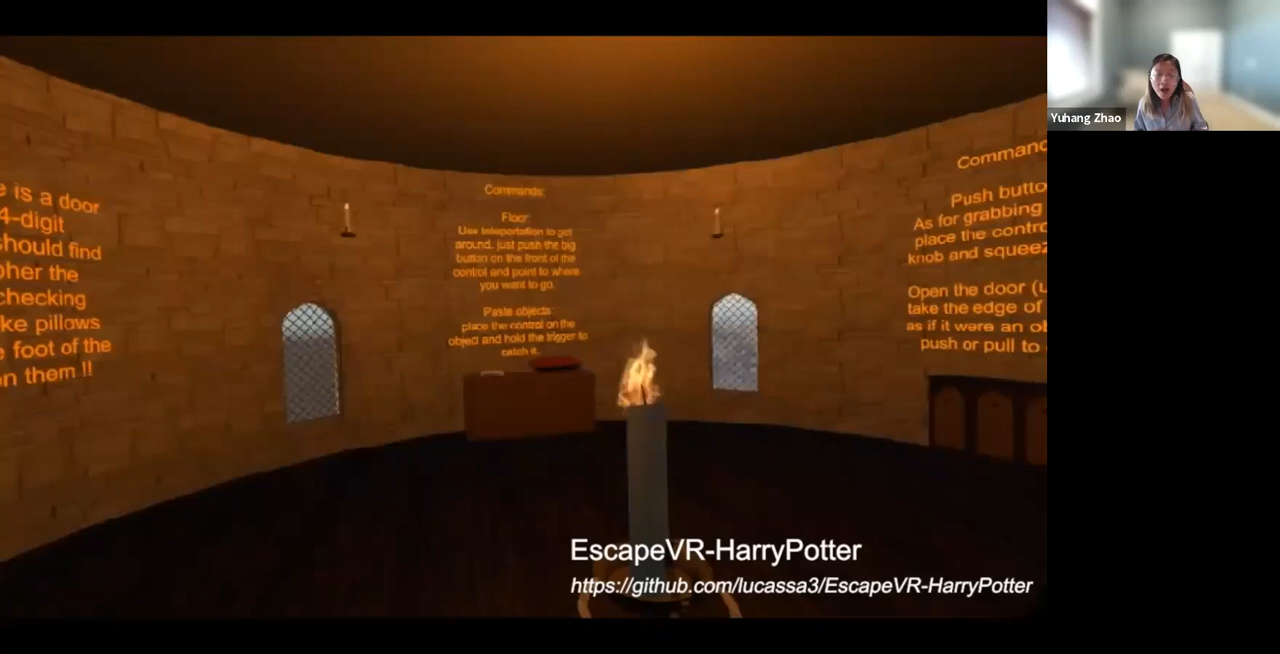 e is a door
4-digit
should find
pher the
checking
ke pillows
e foot of the
on them !!
Commands:
Floor:
Use teleportation to get
around, just push the big
button on the front of the
control and point to where
you want to go.
Paste objects:
place the control on the
object and hold the trigger to
catch it.
Command
Push butto
As for grabbing
place the contro
knob and squeez
Open the door (u
take the edge of
as if it were an ob
push or pull to
EscapeVR-HarryPotter
https://github.com/lucassa3/EscapeVR-HarryPotter
Yuhang Zhao